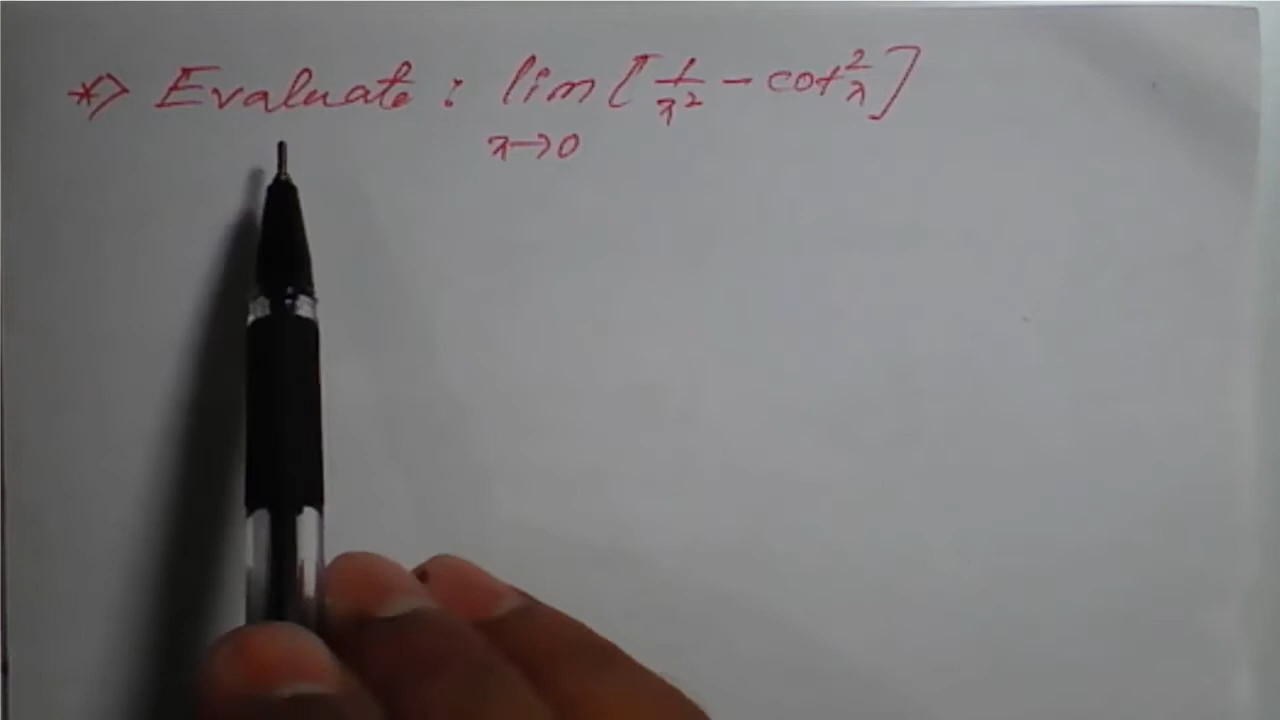 *) Evaluate : lim [1/x² - cot²x]
x→0